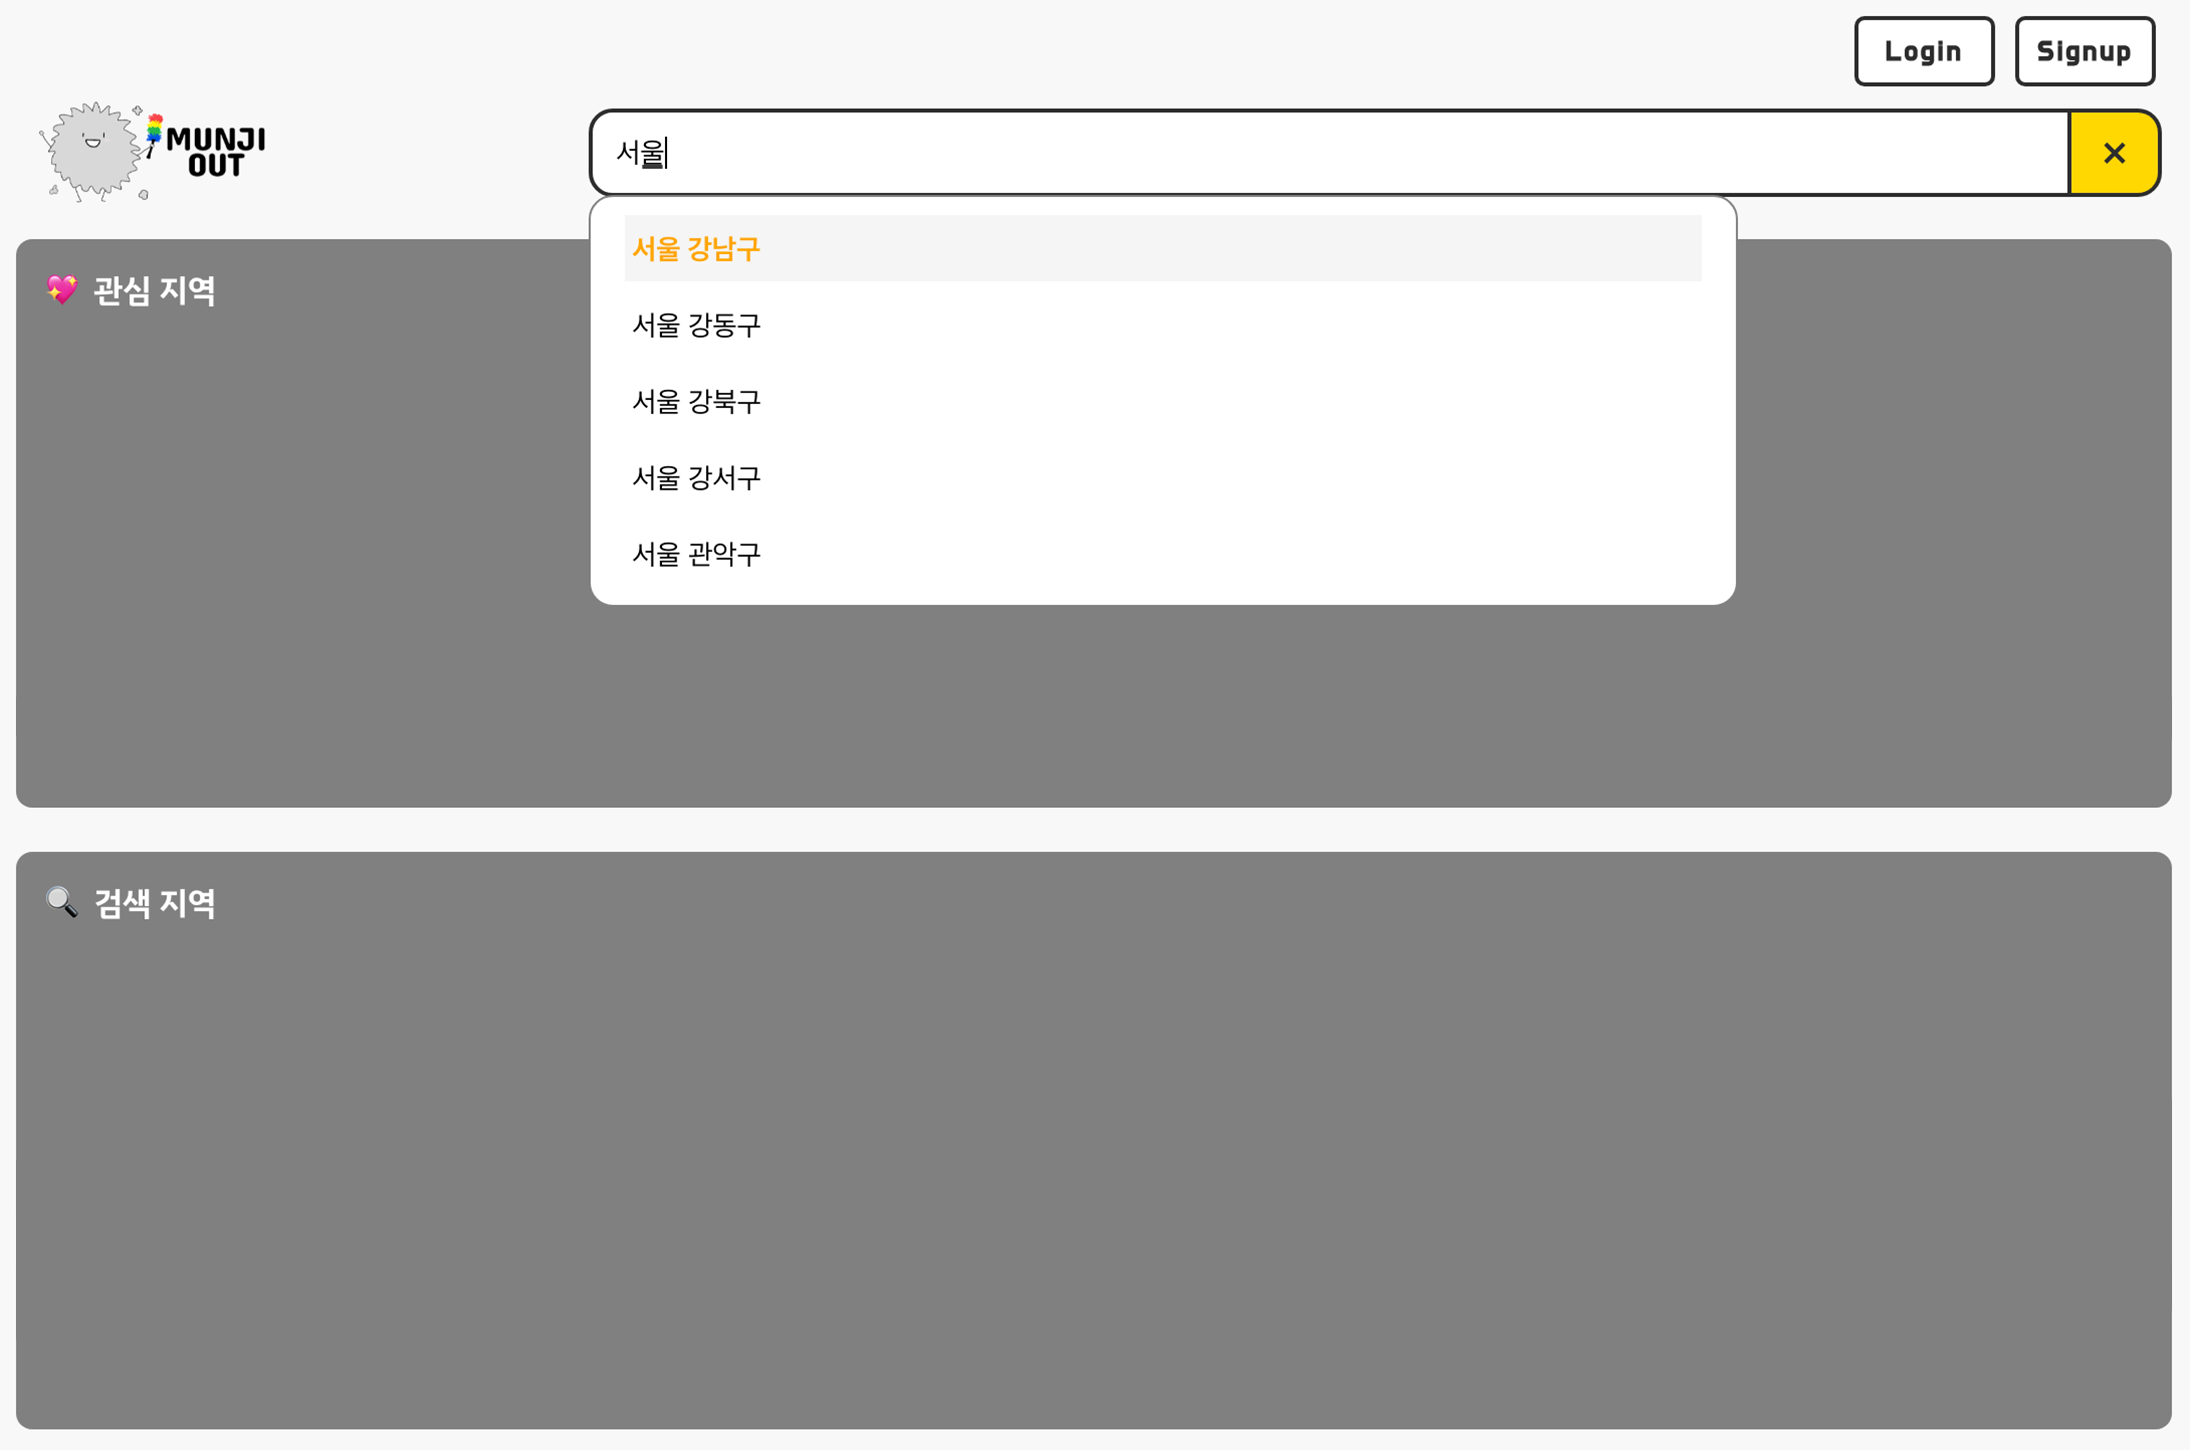 Login
Signup
MUNJI
OUT
서울
서울 강남구
서울 강동구
서울 강북구
서울 강서구
서울 관악구
관심 지역
검색 지역